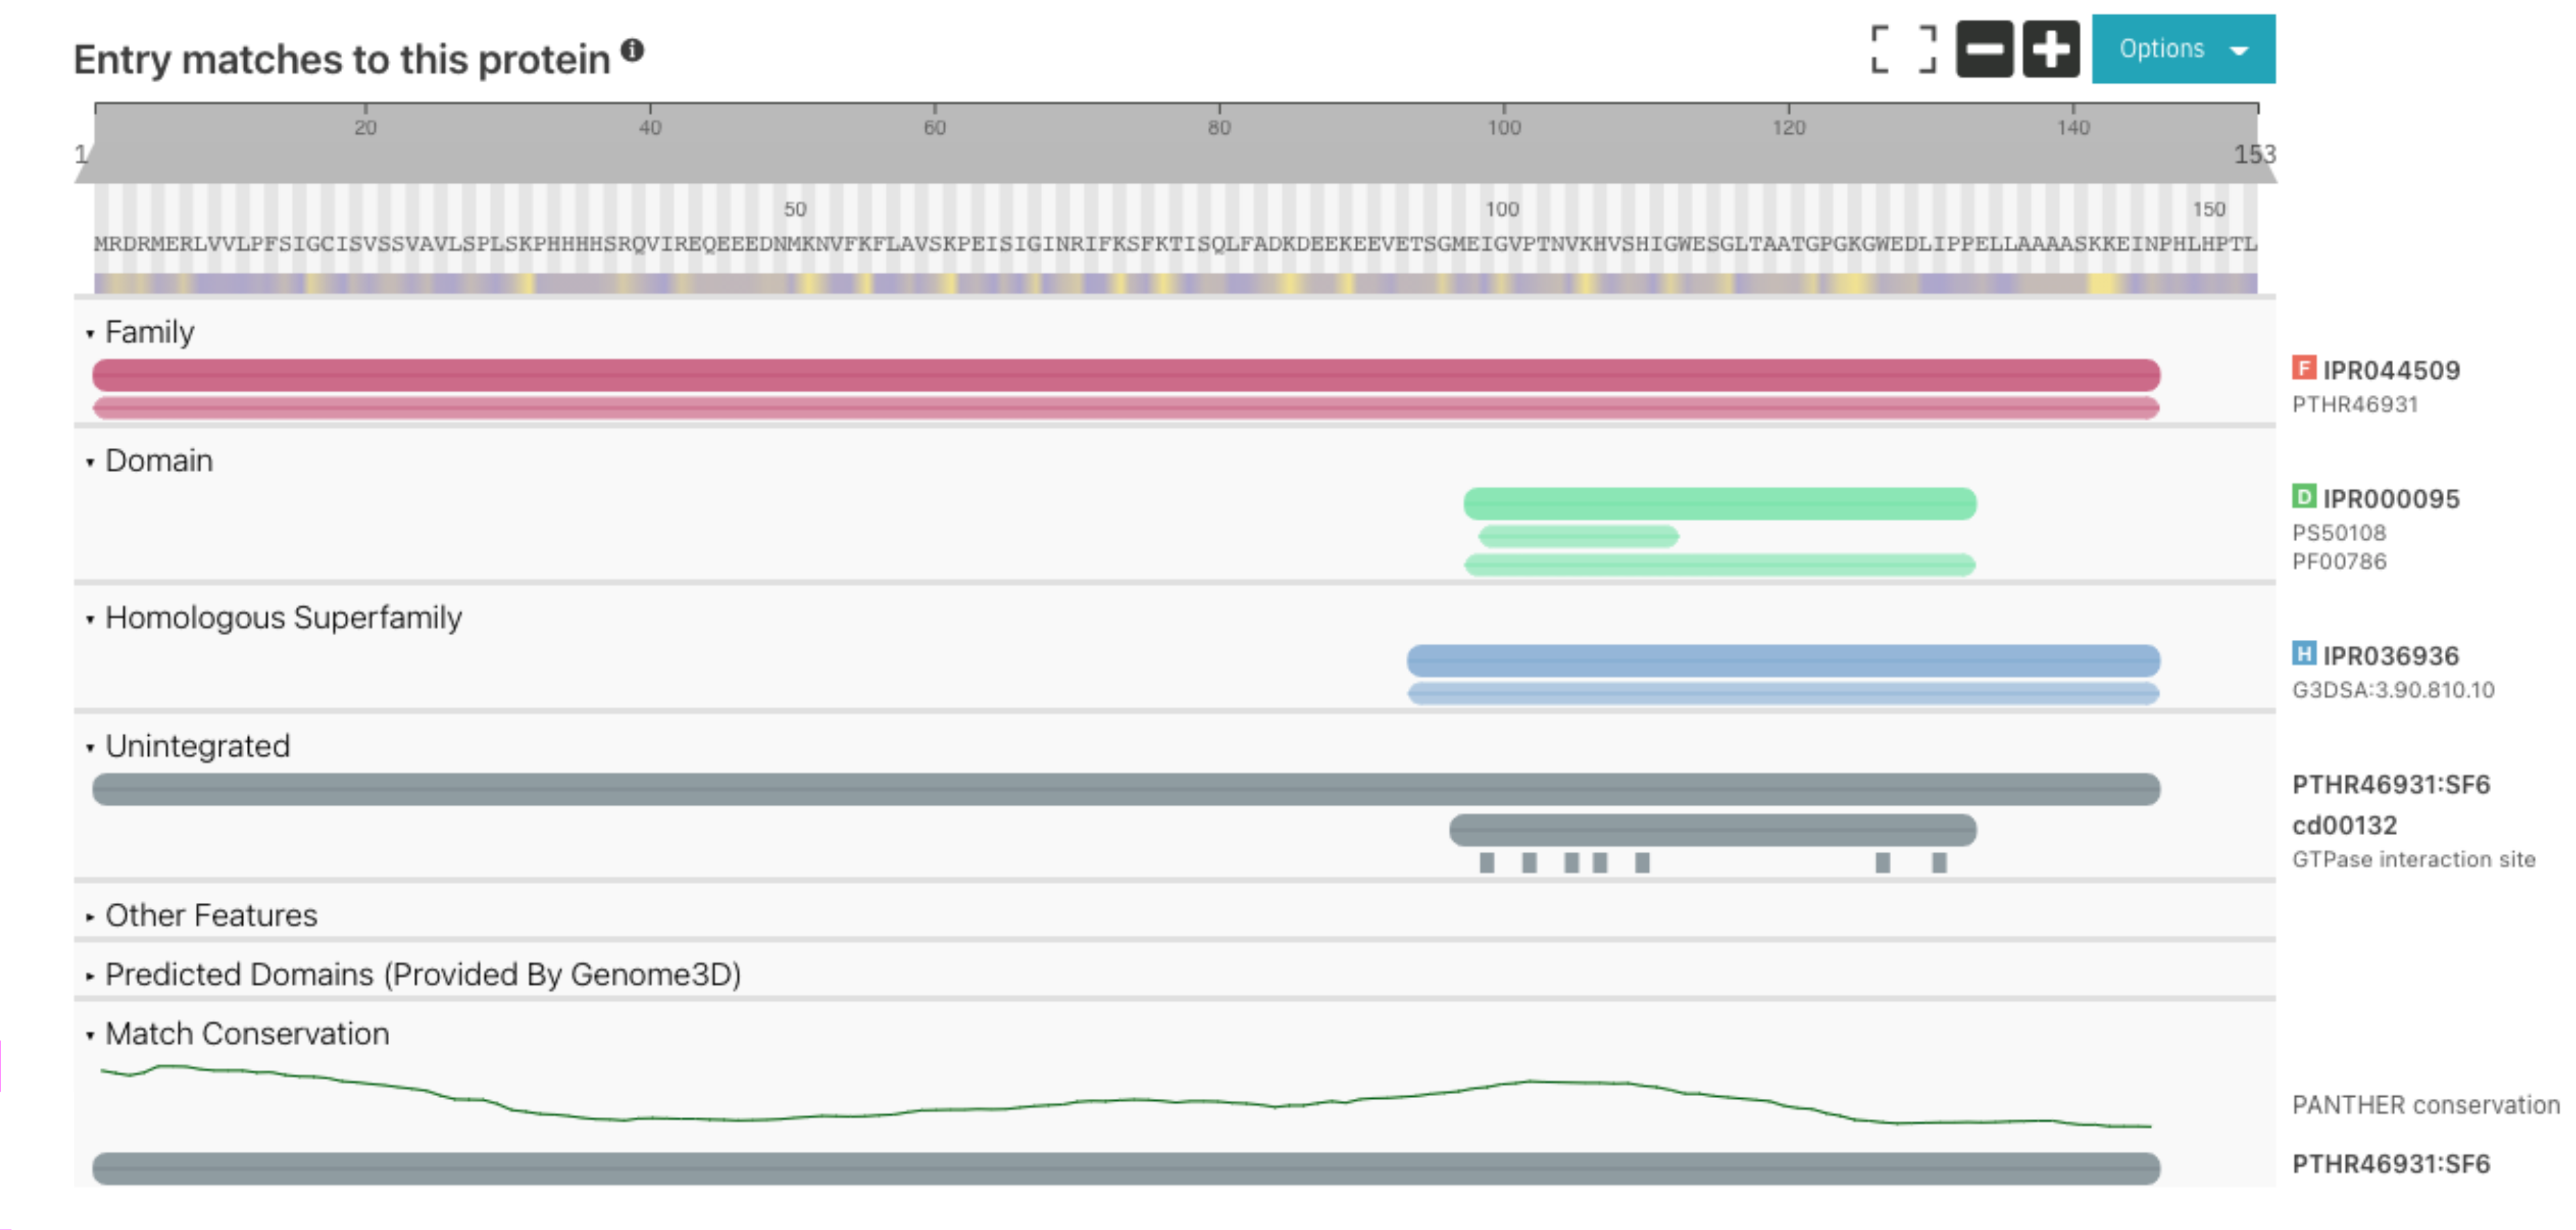 Entry matches to this protein
Options
20 40 60 80 100 120 140
1 153
50 100 150
MRDRMERLVVLPFSIGCISVSSVAVLSPLSKPHHHHSRQVIREQEEEDNMKNVFKFLAVSKPEISIGINRIFKSFKTISQLFADKDEEKEEVETSGMEIGVPTNVKHVSHIGWESGLTAATGPGKGWEDLIPPELLAAAASKKEINPHLHPTL
Family
IPR044509
PTHR46931
Domain
IPR000095
PS50108
PF00786
Homologous Superfamily
IPR036936
G3DSA:3.90.810.10
Unintegrated
PTHR46931:SF6
cd00132
GTPase interaction site
Other Features
Predicted Domains (Provided By Genome3D)
Match Conservation
PANTHER conservation
PTHR46931:SF6